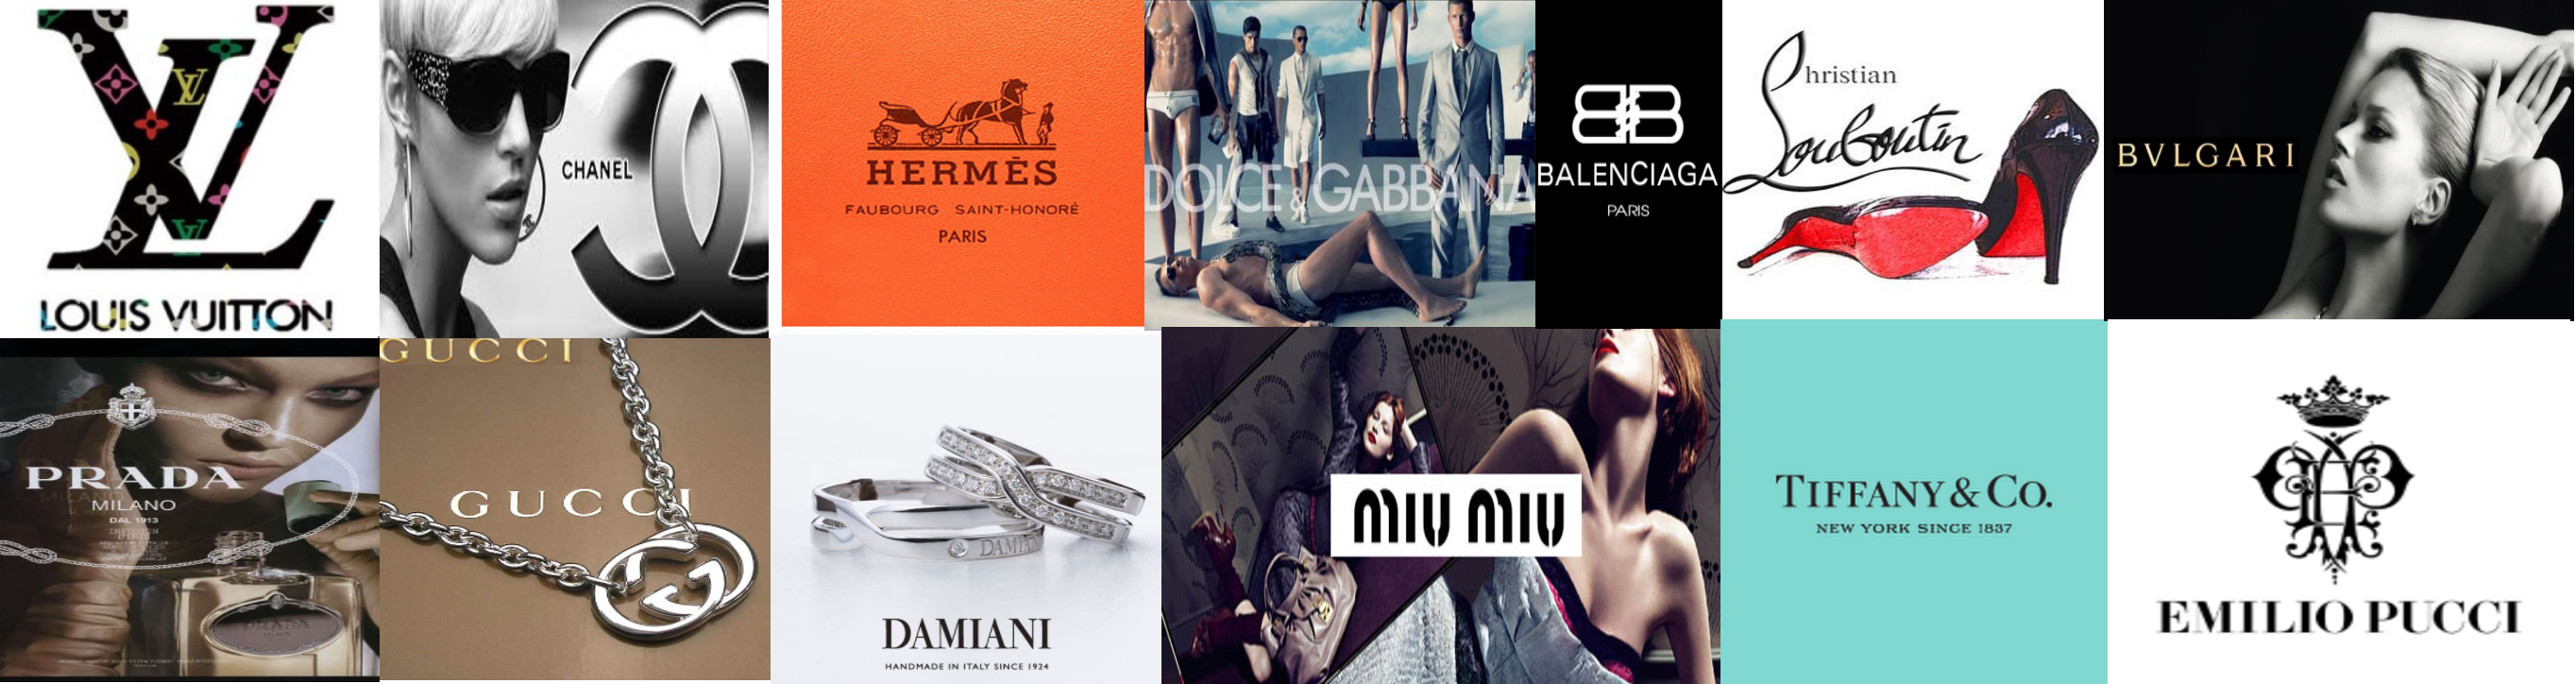 LOUIS VUITTON
CHANEL
HERMÈS
FAUBOURG SAINT-HONORÉ
PARIS
DOLCE & GABBANA
BALENCIAGA
PARIS
Christian
Louboutin
BVLGARI
PRADA
MILANO
DAL 1913
PRADA
GUCCI
GUCCI
DAMIANI
DAMIANI
HANDMADE IN ITALY SINCE 1924
MIU MIU
TIFFANY & CO.
NEW YORK SINCE 1837
EMILIO PUCCI